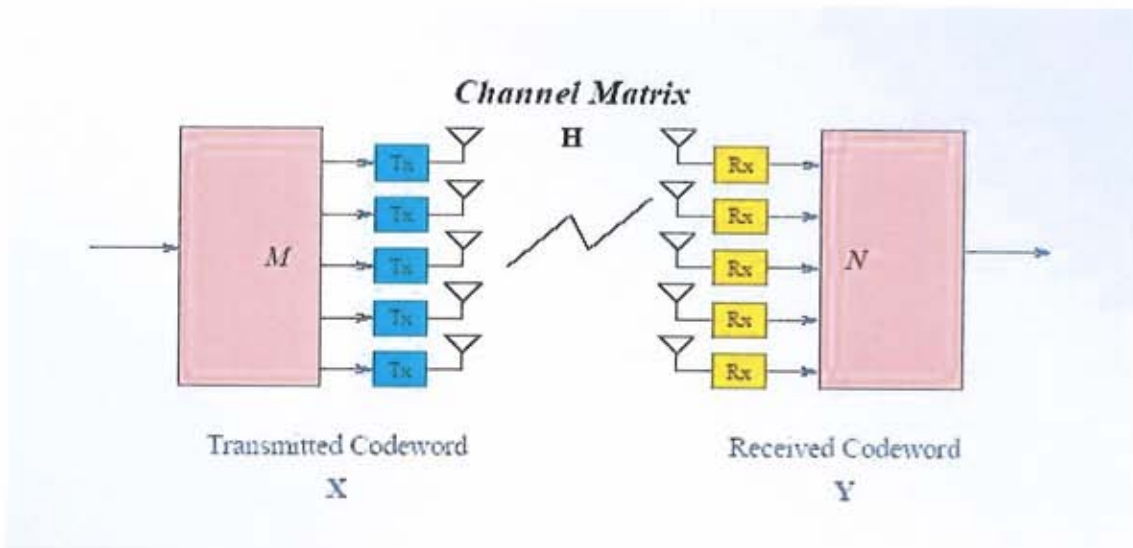 Channel Matrix
H
Tx Rx
Tx Rx
M Tx Rx N
Tx Rx
Tx Rx
Transmitted Codeword Received Codeword
X Y